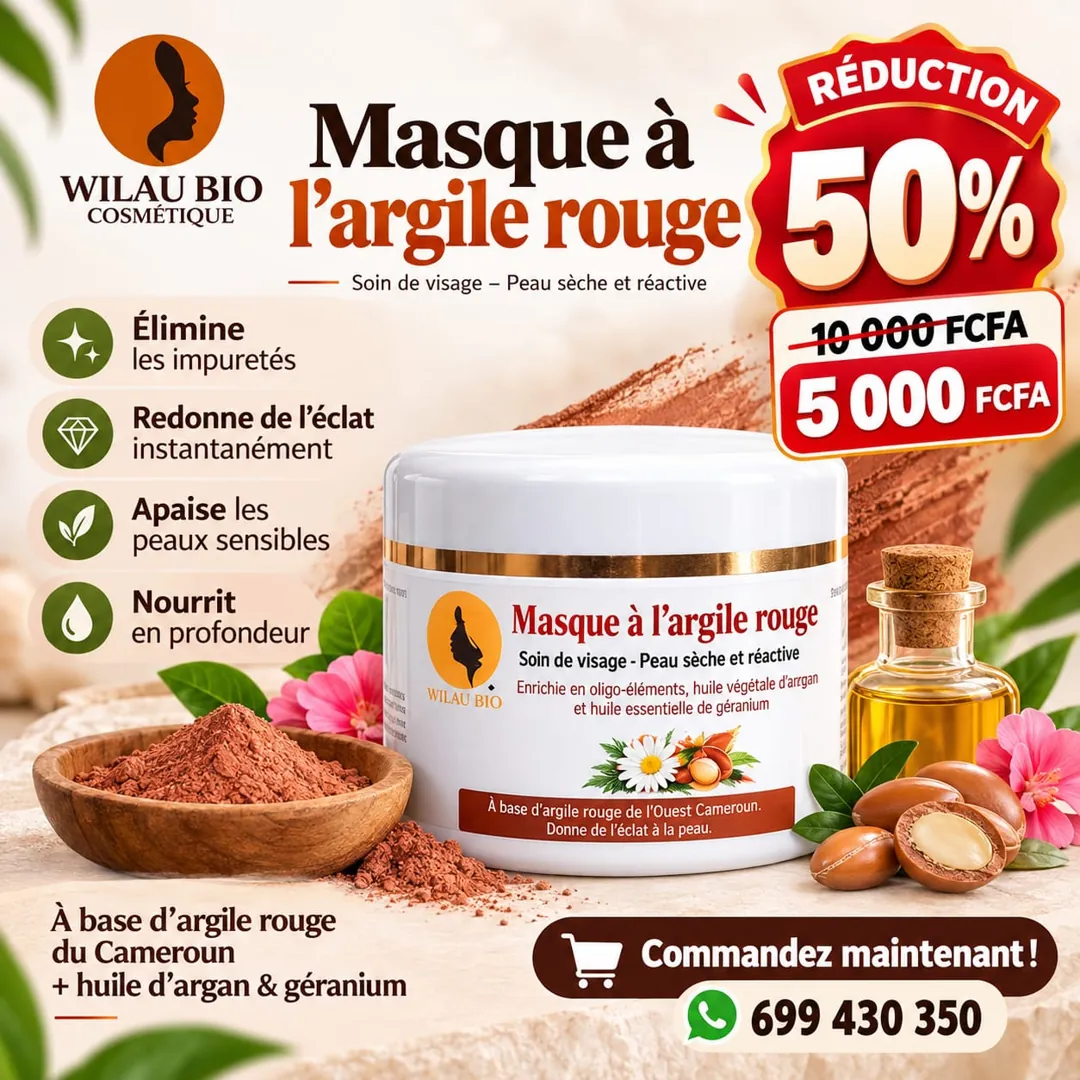 WILAU BIO
COSMÉTIQUE
Masque à
l'argile rouge
Soin de visage – Peau sèche et réactive
RÉDUCTION
50%
10 000 FCFA
5 000 FCFA
Élimine
les impuretés
Redonne de l'éclat
instantanément
Apaise les
peaux sensibles
Nourrit
en profondeur
WILAU BIO
Masque à l'argile rouge
Soin de visage - Peau sèche et réactive
Enrichie en oligo-éléments, huile végétale d'arrgan
et huile essentielle de géranium
À base d'argile rouge de l'Ouest Cameroun.
Donne de l'éclat à la peau.
À base d'argile rouge
du Cameroun
+ huile d'argan & géranium
Commandez maintenant !
699 430 350